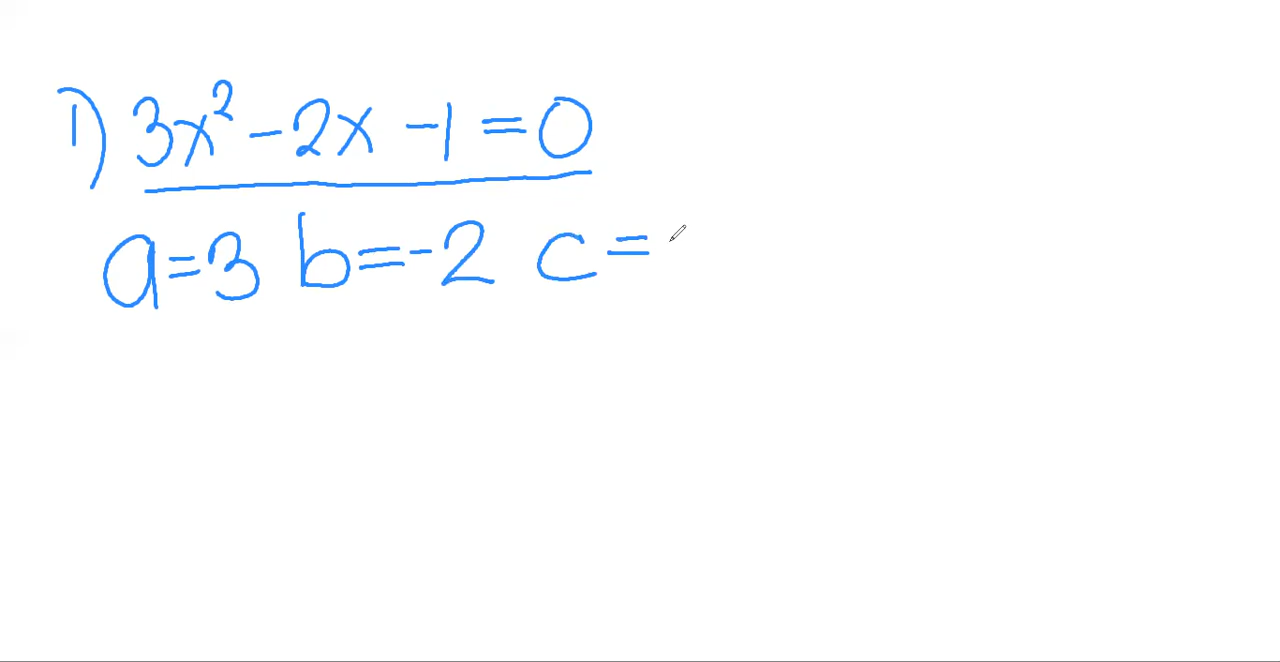 1) 3x² - 2x - 1 = 0
a = 3 b = -2 c =